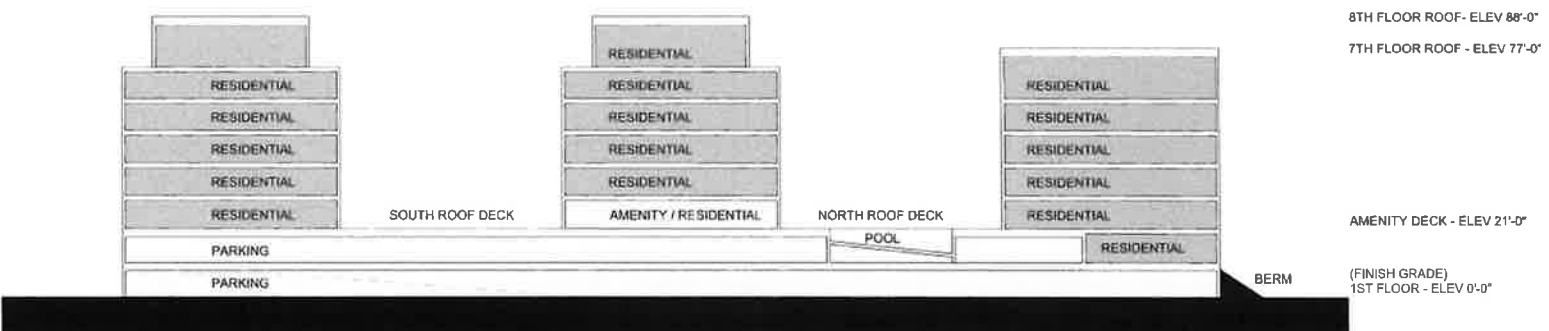 8TH FLOOR ROOF- ELEV 88'-0"
7TH FLOOR ROOF - ELEV 77'-0"
RESIDENTIAL
RESIDENTIAL
RESIDENTIAL
RESIDENTIAL
RESIDENTIAL
RESIDENTIAL
RESIDENTIAL
RESIDENTIAL
RESIDENTIAL
RESIDENTIAL
RESIDENTIAL
RESIDENTIAL
RESIDENTIAL
RESIDENTIAL
SOUTH ROOF DECK
AMENITY / RESIDENTIAL
NORTH ROOF DECK
RESIDENTIAL
AMENITY DECK - ELEV 21'-0"
PARKING
POOL
RESIDENTIAL
PARKING
BERM
(FINISH GRADE)
1ST FLOOR - ELEV 0'-0"